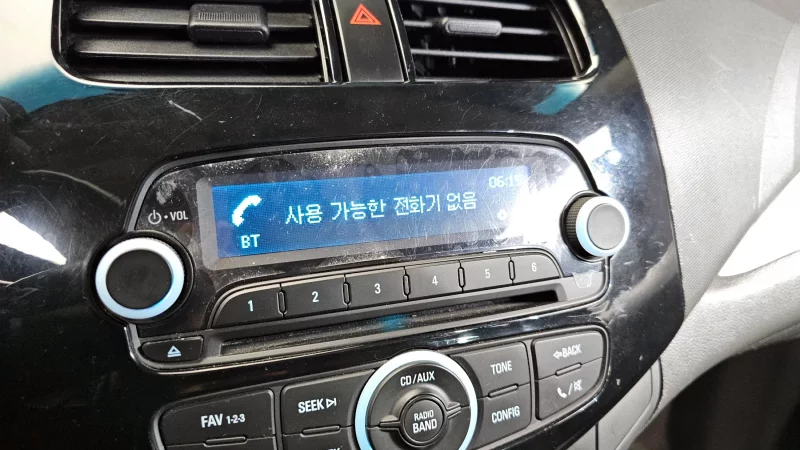 06:15
사용 가능한 전화기 없음
BT
VOL
1 2 3 4 5 6
CD/AUX
TONE
BACK
FAV 1-2-3
SEEK
RADIO
BAND
CONFIG